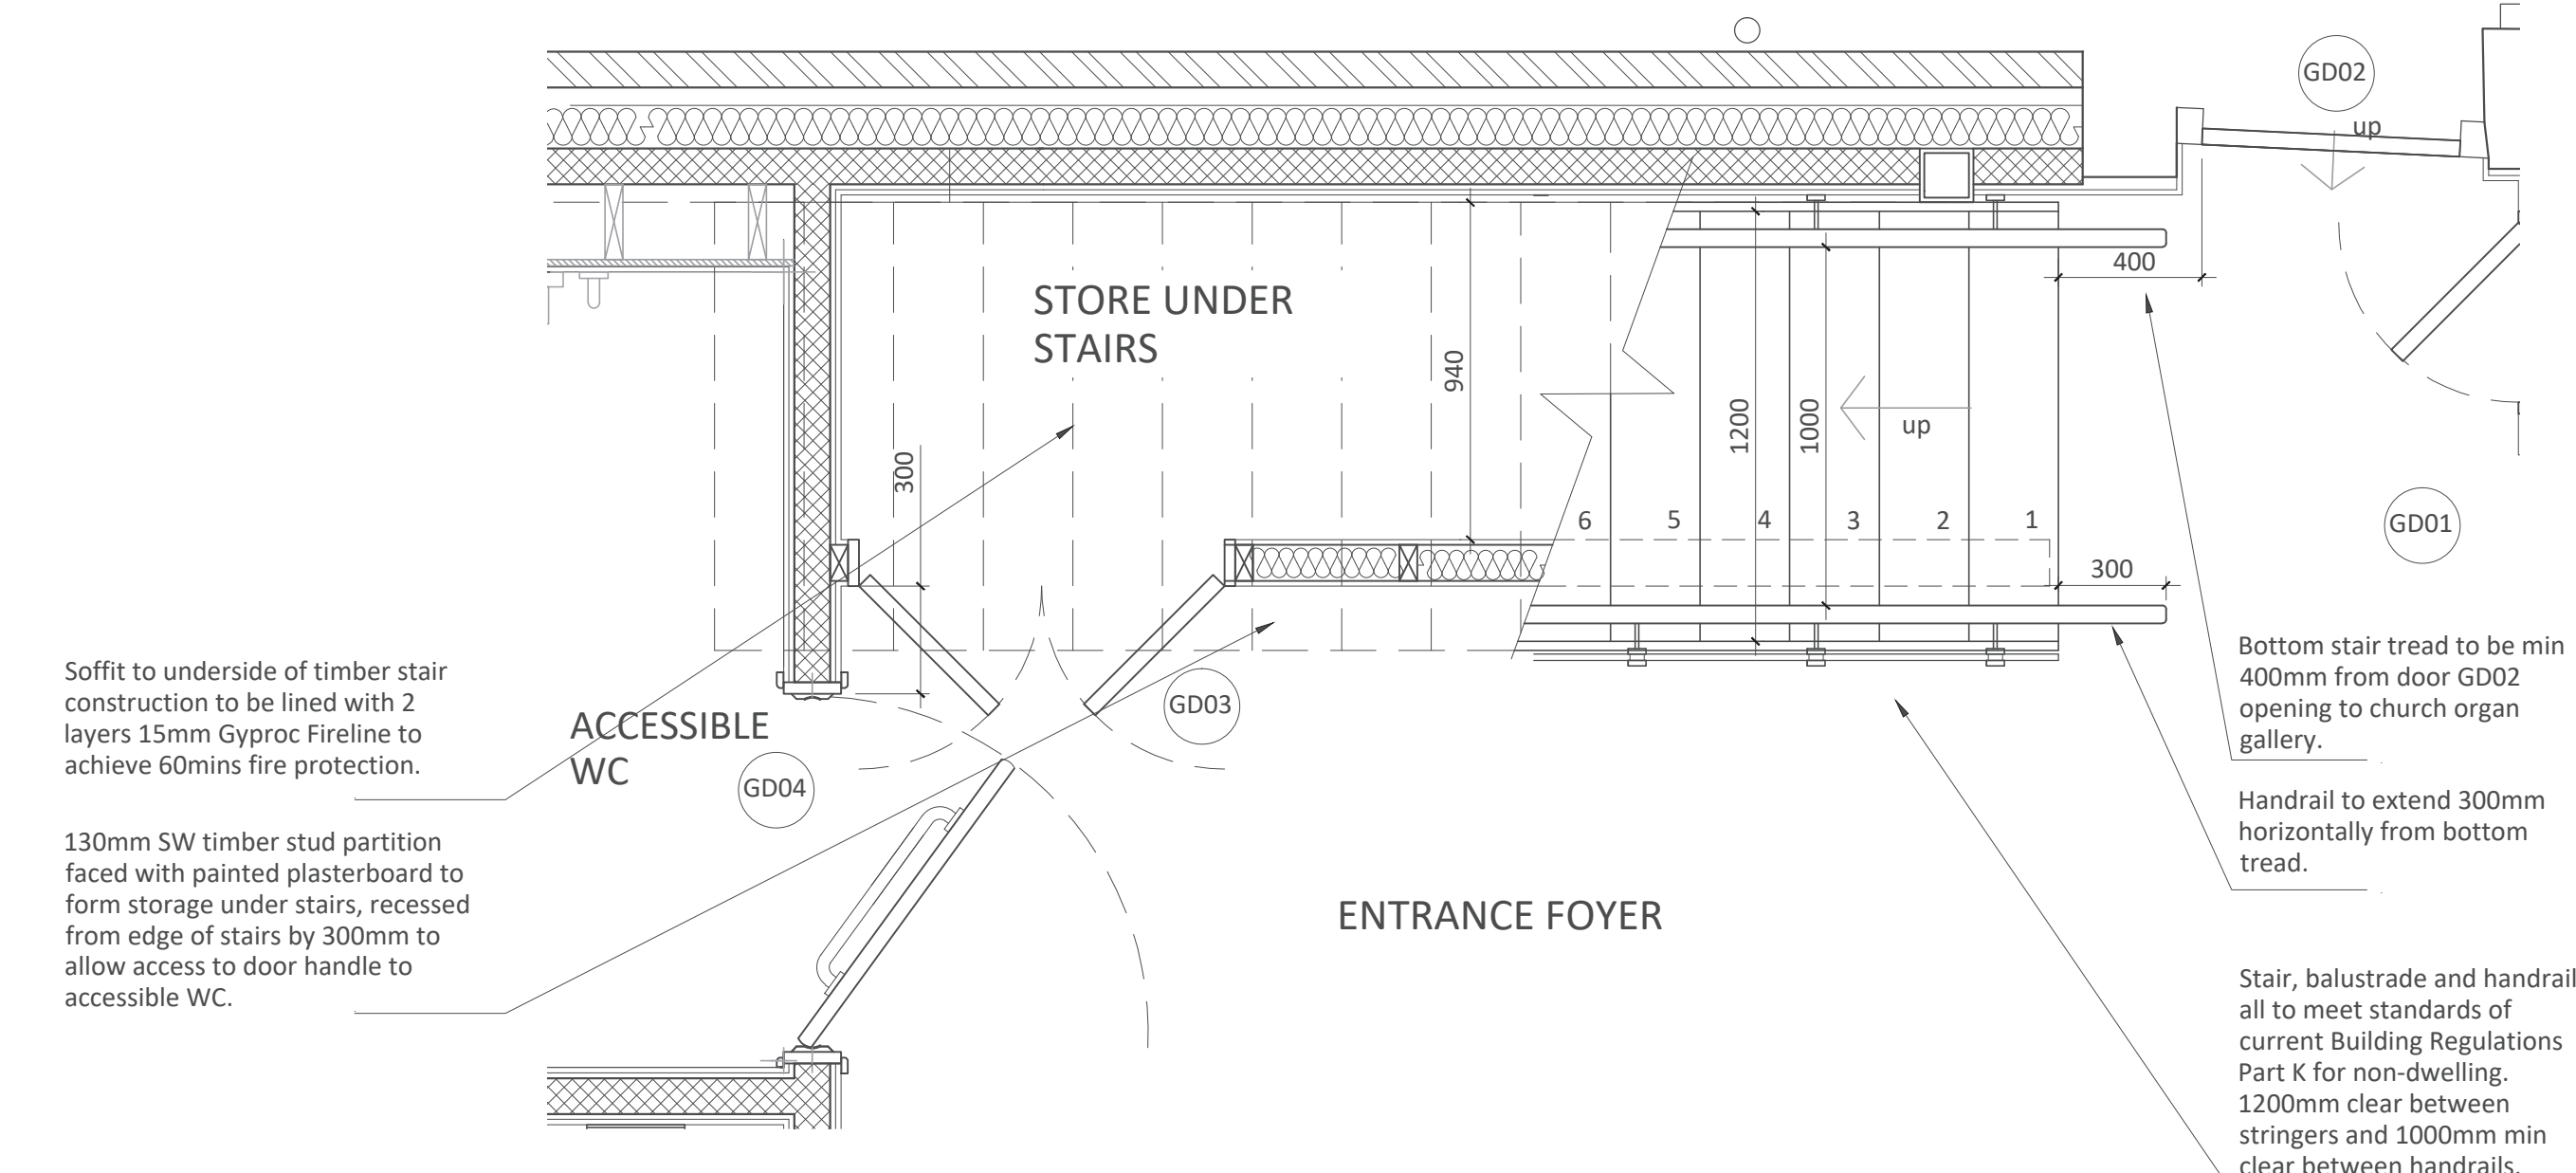 GD02
up
400
STORE UNDER
STAIRS
940
300
1200
1000
up
6
5
4
3
2
1
GD01
300
Soffit to underside of timber stair
construction to be lined with 2
layers 15mm Gyproc Fireline to
achieve 60mins fire protection.
130mm SW timber stud partition
faced with painted plasterboard to
form storage under stairs, recessed
from edge of stairs by 300mm to
allow access to door handle to
accessible WC.
ACCESSIBLE
WC
GD04
GD03
ENTRANCE FOYER
Bottom stair tread to be min
400mm from door GD02
opening to church organ
gallery.
Handrail to extend 300mm
horizontally from bottom
tread.
Stair, balustrade and handrail
all to meet standards of
current Building Regulations
Part K for non-dwelling.
1200mm clear between
stringers and 1000mm min
clear between handrails.